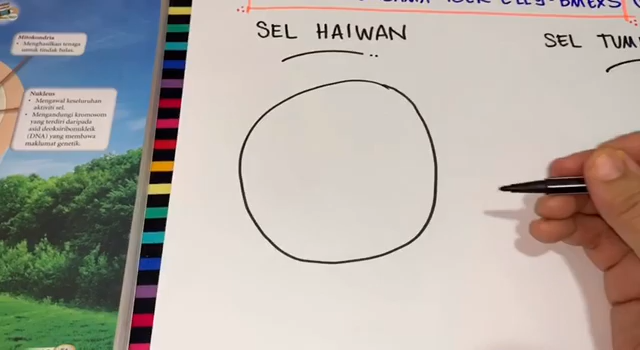 SEL HAIWAN
SEL
Mitokondria
• Menghasilkan tenaga
untuk tindak balas.
Nukleus
• Mengawal keseluruhan
aktiviti sel.
• Mengandungi kromosom
yang terdiri daripada
asid deoksiribonukleik
(DNA) yang membawa
maklumat genetik.